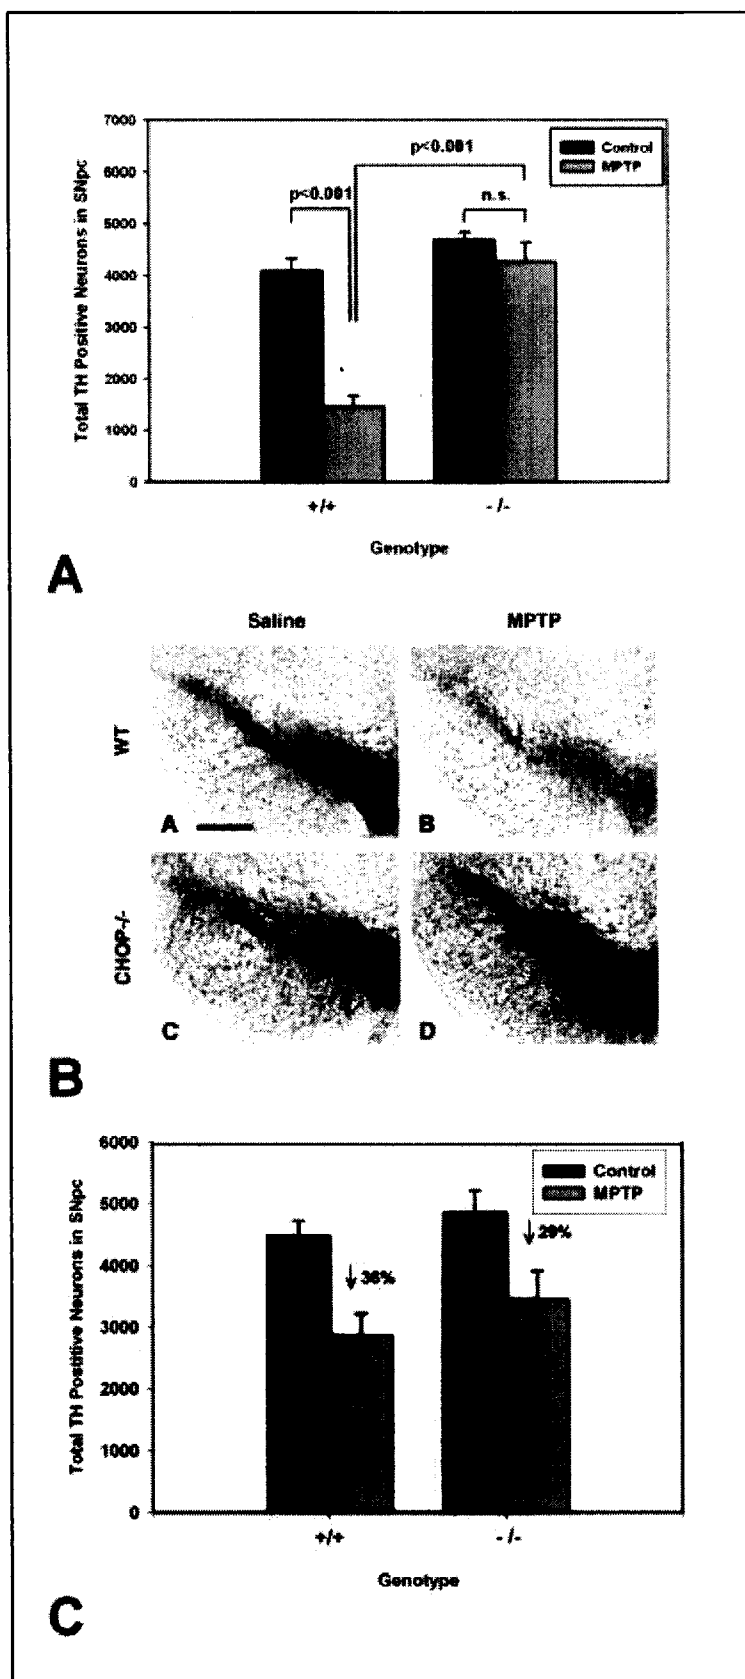 7000
6000
5000
4000
3000
2000
1000
0
Total TH Positive Neurons in SNpc
Control
MPTP
p<0.001
p<0.001
n.s.
+/+
- /-
Genotype
A
Saline
MPTP
WT
A
B
CHOP-/-
C
D
B
6000
5000
4000
3000
2000
1000
0
Total TH Postitive Neurons in SNpc
Control
MPTP
↓ 36%
↓ 29%
+/+
- /-
Genotype
C